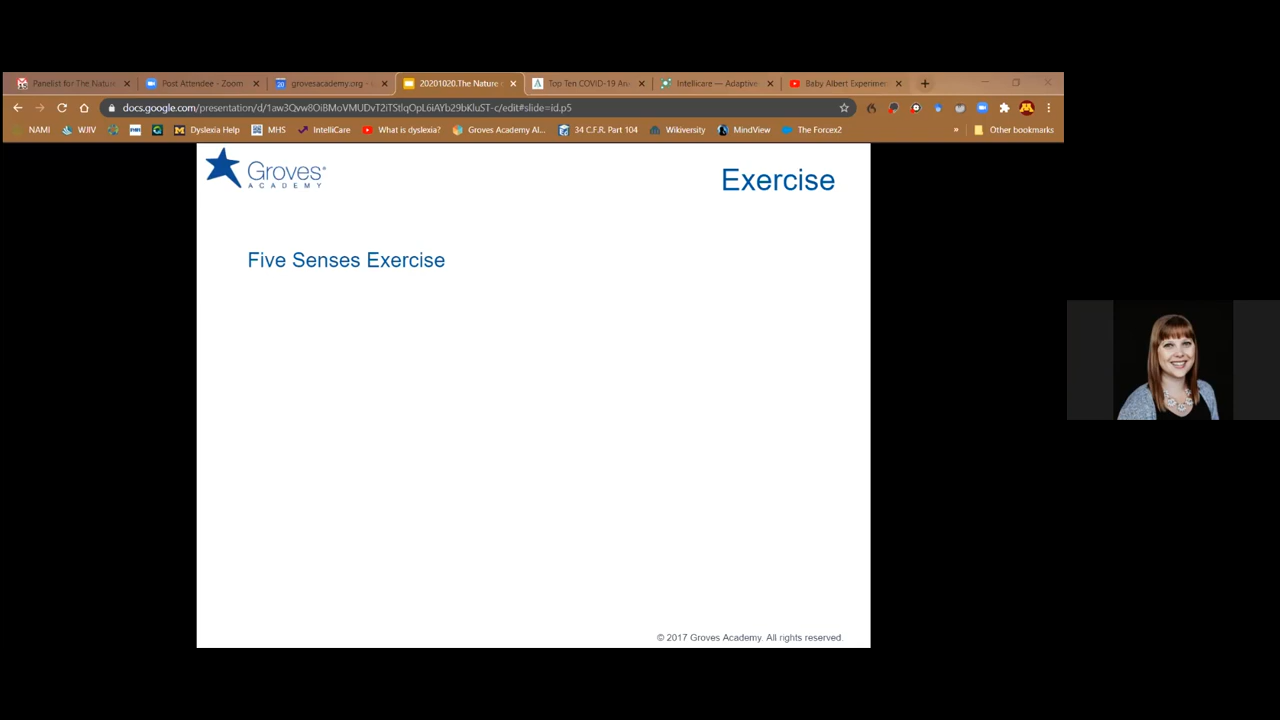 Panelist for The Nature
Post Attendee - Zoom
grovesacademy.org -
20201020.The Nature
Top Ten COVID-19 An
Intellicare — Adaptive
Baby Albert Experime
docs.google.com/presentation/d/1aw3Qvw8OiBMoVMUDvT2iTStlqOpL6iAYb29bKluST-c/edit#slide=id.p5
NAMI
WJIV
Dyslexia Help
MHS
IntelliCare
What is dyslexia?
Groves Academy Al...
34 C.F.R. Part 104
Wikiversity
MindView
The Forcex2
»
Other bookmarks
Groves®
ACADEMY
Exercise
Five Senses Exercise
© 2017 Groves Academy. All rights reserved.